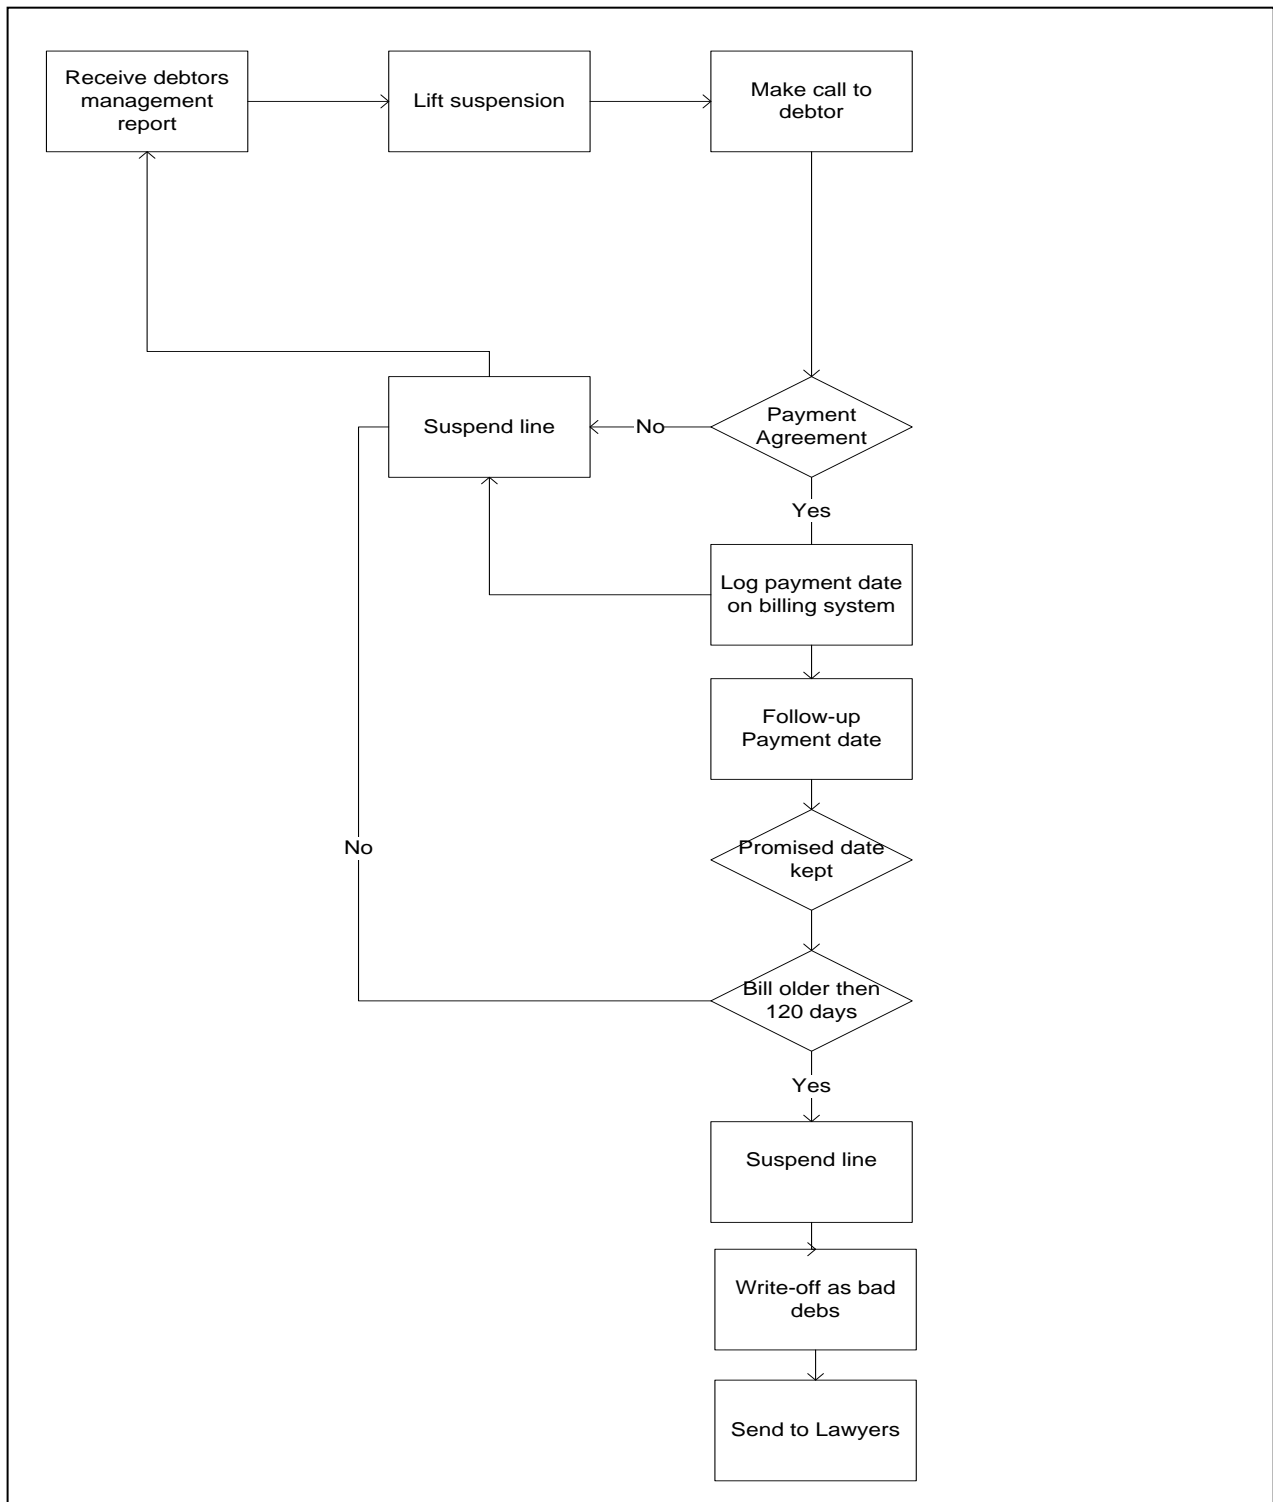 Receive debtors
management
report
Lift suspension
Make call to
debtor
Suspend line
No
Payment
Agreement
Yes
Log payment date
on billing system
Follow-up
Payment date
No
Promised date
kept
Bill older then
120 days
Yes
Suspend line
Write-off as bad
debs
Send to Lawyers